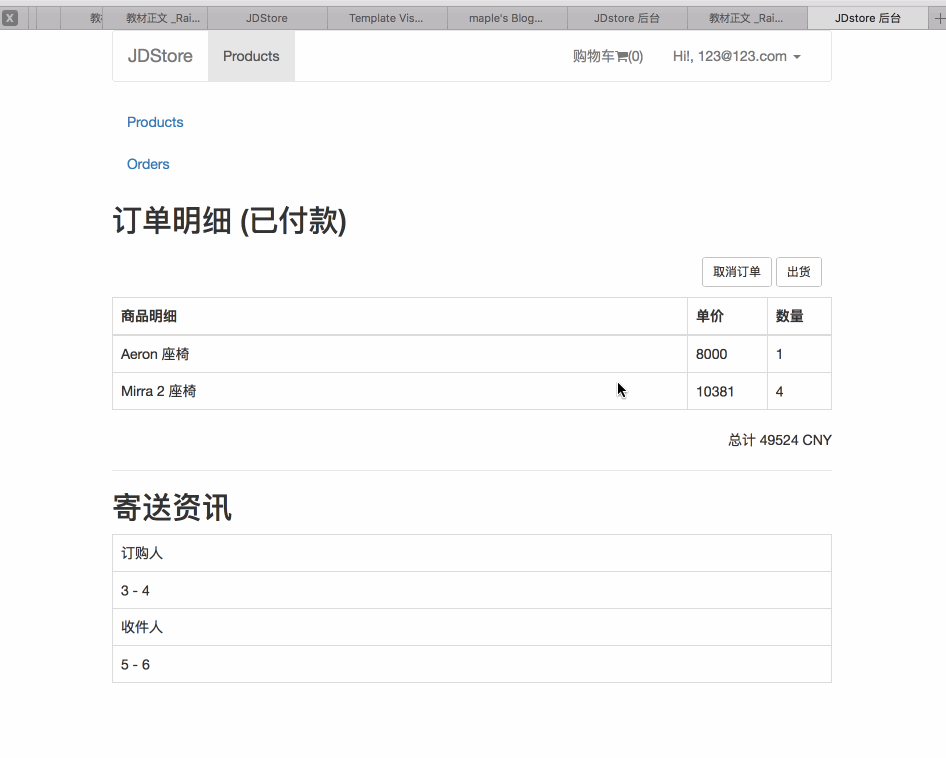 X 教 教材正文 _Rai... JDStore Template Vis... maple's Blog... JDstore 后台 教材正文 _Rai... JDstore 后台
JDStore Products 购物车(0) Hi!, 123@123.com
Products
Orders
订单明细 (已付款)
取消订单 出货
商品明细 单价 数量
Aeron 座椅 8000 1
Mirra 2 座椅 10381 4
总计 49524 CNY
寄送资讯
订购人
3 - 4
收件人
5 - 6